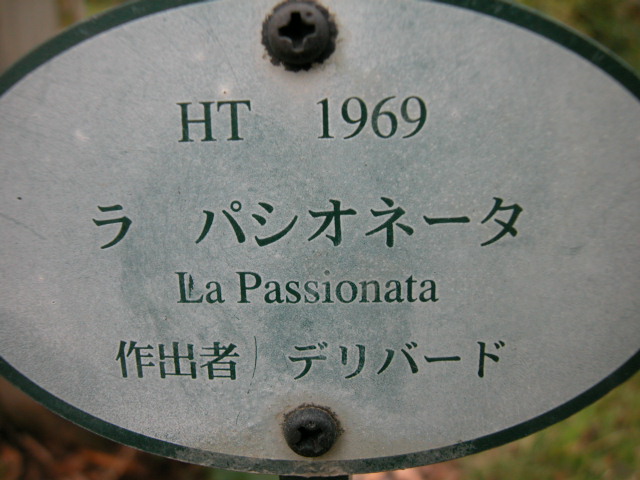 HT 1969
ラ パシオネータ
La Passionata
作出者) デリバード